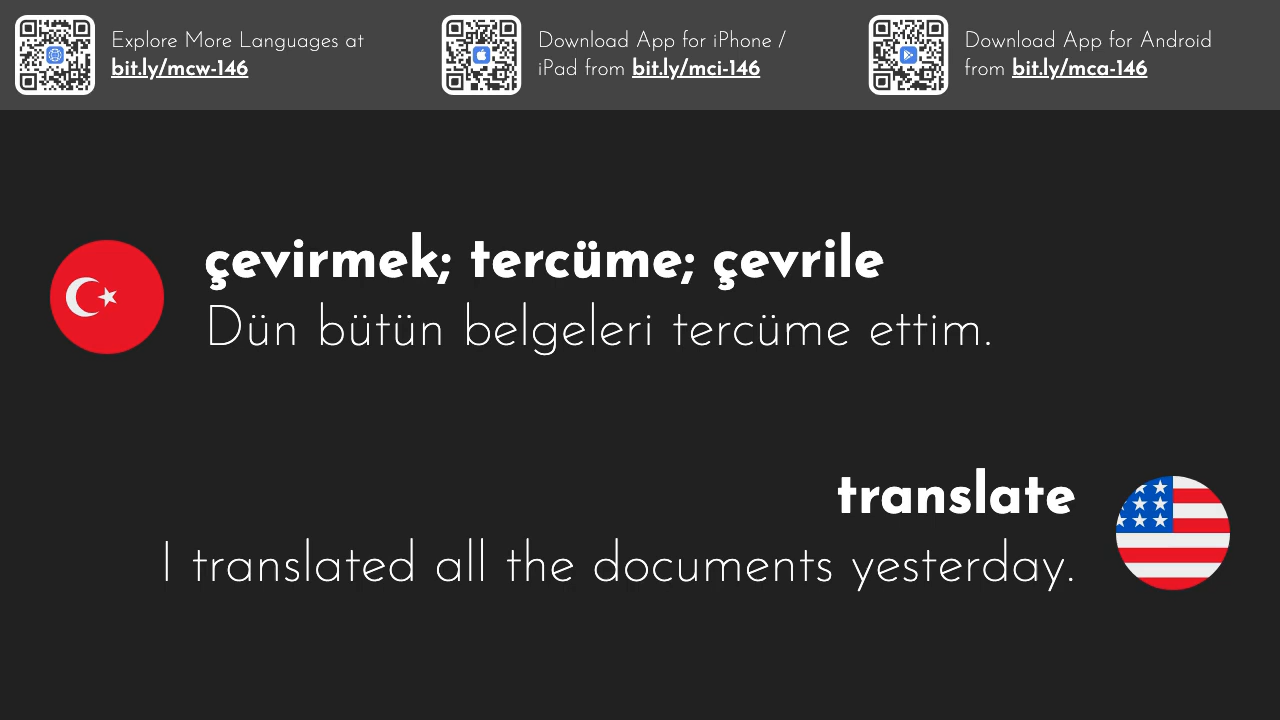 Explore More Languages at
bit.ly/mcw-146
Download App for iPhone /
iPad from bit.ly/mci-146
Download App for Android
from bit.ly/mca-146
çevirmek; tercüme; çevrile
Dün bütün belgeleri tercüme ettim.
translate
I translated all the documents yesterday.